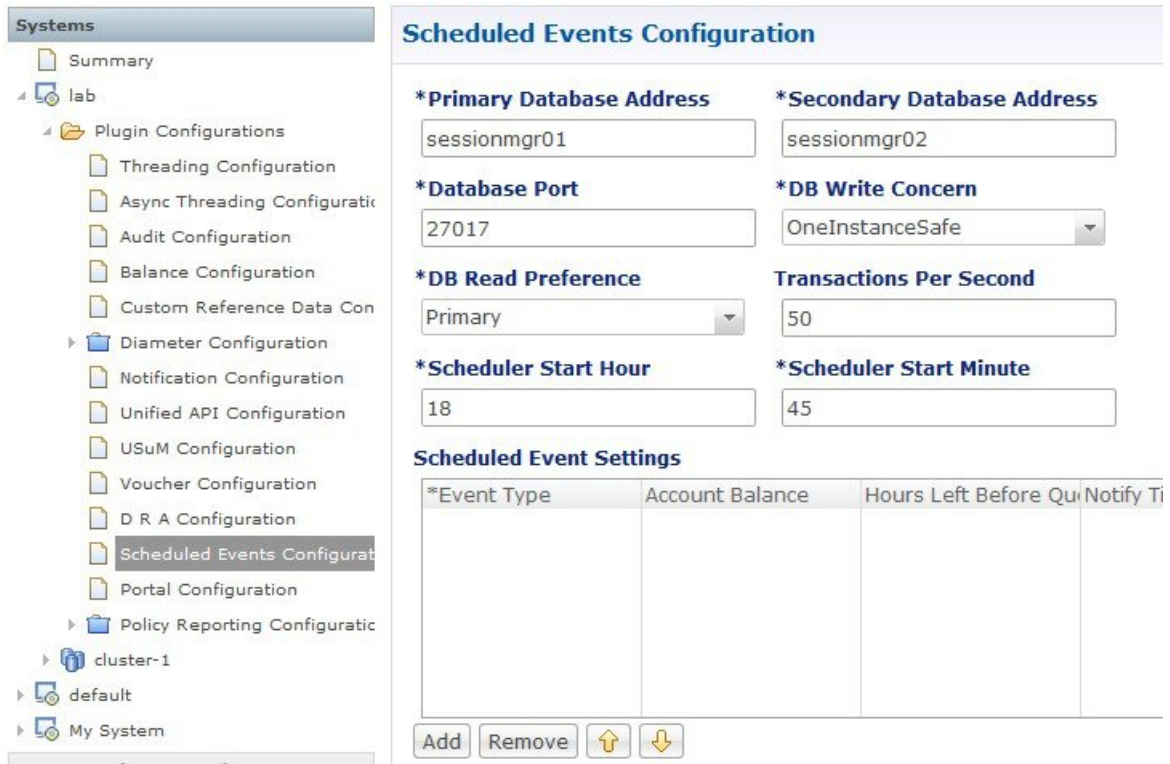 Systems
Summary
lab
Plugin Configurations
Threading Configuration
Async Threading Configuratic
Audit Configuration
Balance Configuration
Custom Reference Data Con
Diameter Configuration
Notification Configuration
Unified API Configuration
USuM Configuration
Voucher Configuration
D R A Configuration
Scheduled Events Configurat
Portal Configuration
Policy Reporting Configuratic
cluster-1
default
My System
Scheduled Events Configuration
*Primary Database Address *Secondary Database Address
sessionmgr01 sessionmgr02
*Database Port *DB Write Concern
27017 OneInstanceSafe
*DB Read Preference Transactions Per Second
Primary 50
*Scheduler Start Hour *Scheduler Start Minute
18 45
Scheduled Event Settings
*Event Type Account Balance Hours Left Before Qu Notify Ti
Add Remove